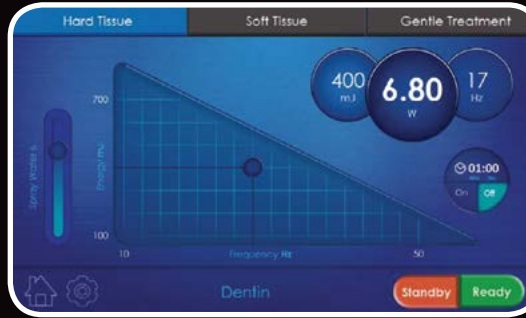 Hard Tissue
Soft Tissue
Gentle Treatment
400
mJ
6.80
W
17
Hz
700
Energy mJ
Spray Water 6
01:00
On
Off
100
10
Frequency Hz
50
Dentin
Standby
Ready